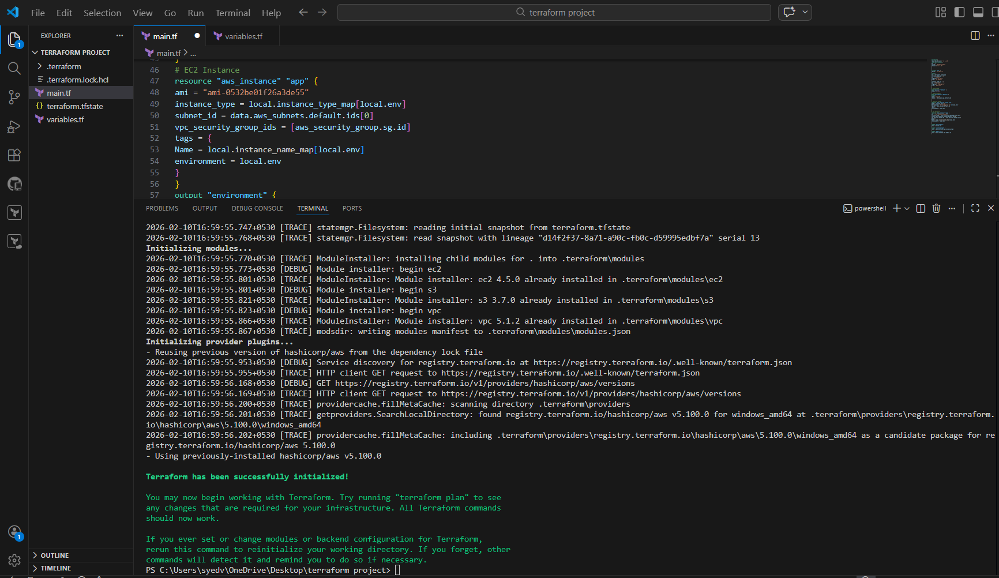 File Edit Selection View Go Run Terminal Help
terraform project
EXPLORER
TERRAFORM PROJECT
.terraform
.terraform.lock.hcl
main.tf
terraform.tfstate
variables.tf
OUTLINE
TIMELINE
1
1
main.tf
variables.tf
main.tf > ...
45 }
46 # EC2 Instance
47 resource "aws_instance" "app" {
48 ami = "ami-0532be01f26a3de55"
49 instance_type = local.instance_type_map[local.env]
50 subnet_id = data.aws_subnets.default.ids[0]
51 vpc_security_group_ids = [aws_security_group.sg.id]
52 tags = {
53 Name = local.instance_name_map[local.env]
54 environment = local.env
55 }
56 }
57 output "environment" {
PROBLEMS OUTPUT DEBUG CONSOLE TERMINAL PORTS
powershell
2026-02-10T16:59:55.747+0530 [TRACE] statemgr.Filesystem: reading initial snapshot from terraform.tfstate
2026-02-10T16:59:55.768+0530 [TRACE] statemgr.Filesystem: read snapshot with lineage "d14f2f37-8a71-a90c-fb0c-d59995edbf7a" serial 13
Initializing modules...
2026-02-10T16:59:55.770+0530 [TRACE] ModuleInstaller: installing child modules for . into .terraform\modules
2026-02-10T16:59:55.773+0530 [DEBUG] Module installer: begin ec2
2026-02-10T16:59:55.801+0530 [TRACE] ModuleInstaller: Module installer: ec2 4.5.0 already installed in .terraform\modules\ec2
2026-02-10T16:59:55.801+0530 [DEBUG] Module installer: begin s3
2026-02-10T16:59:55.821+0530 [TRACE] ModuleInstaller: Module installer: s3 3.7.0 already installed in .terraform\modules\s3
2026-02-10T16:59:55.823+0530 [DEBUG] Module installer: begin vpc
2026-02-10T16:59:55.866+0530 [TRACE] ModuleInstaller: Module installer: vpc 5.1.2 already installed in .terraform\modules\vpc
2026-02-10T16:59:55.867+0530 [TRACE] modsdir: writing modules manifest to .terraform\modules\modules.json
Initializing provider plugins...
- Reusing previous version of hashicorp/aws from the dependency lock file
2026-02-10T16:59:55.953+0530 [DEBUG] Service discovery for registry.terraform.io at https://registry.terraform.io/.well-known/terraform.json
2026-02-10T16:59:55.955+0530 [TRACE] HTTP client GET request to https://registry.terraform.io/.well-known/terraform.json
2026-02-10T16:59:56.168+0530 [DEBUG] GET https://registry.terraform.io/v1/providers/hashicorp/aws/versions
2026-02-10T16:59:56.169+0530 [TRACE] HTTP client GET request to https://registry.terraform.io/v1/providers/hashicorp/aws/versions
2026-02-10T16:59:56.200+0530 [TRACE] providercache.fillMetaCache: scanning directory .terraform\providers
2026-02-10T16:59:56.201+0530 [TRACE] getproviders.SearchLocalDirectory: found registry.terraform.io/hashicorp/aws v5.100.0 for windows_amd64 at .terraform\providers\registry.terraform.
io\hashicorp\aws\5.100.0\windows_amd64
2026-02-10T16:59:56.202+0530 [TRACE] providercache.fillMetaCache: including .terraform\providers\registry.terraform.io\hashicorp\aws\5.100.0\windows_amd64 as a candidate package for re
gistry.terraform.io/hashicorp/aws 5.100.0
- Using previously-installed hashicorp/aws v5.100.0
Terraform has been successfully initialized!
You may now begin working with Terraform. Try running "terraform plan" to see
any changes that are required for your infrastructure. All Terraform commands
should now work.
If you ever set or change modules or backend configuration for Terraform,
rerun this command to reinitialize your working directory. If you forget, other
commands will detect it and remind you to do so if necessary.
PS C:\Users\syedv\OneDrive\Desktop\terraform project>